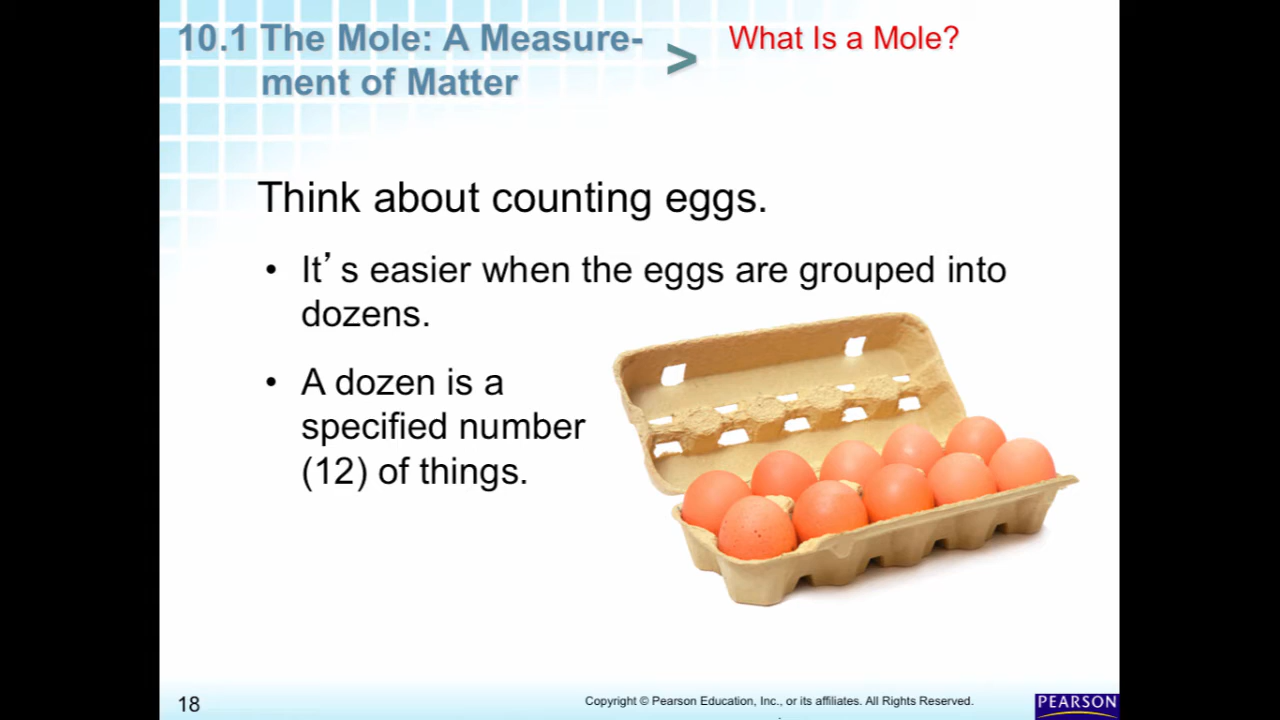 10.1 The Mole: A Measure-
ment of Matter
>
What Is a Mole?
Think about counting eggs.
• It’s easier when the eggs are grouped into
dozens.
• A dozen is a
specified number
(12) of things.
18
Copyright © Pearson Education, Inc., or its affiliates. All Rights Reserved.
PEARSON